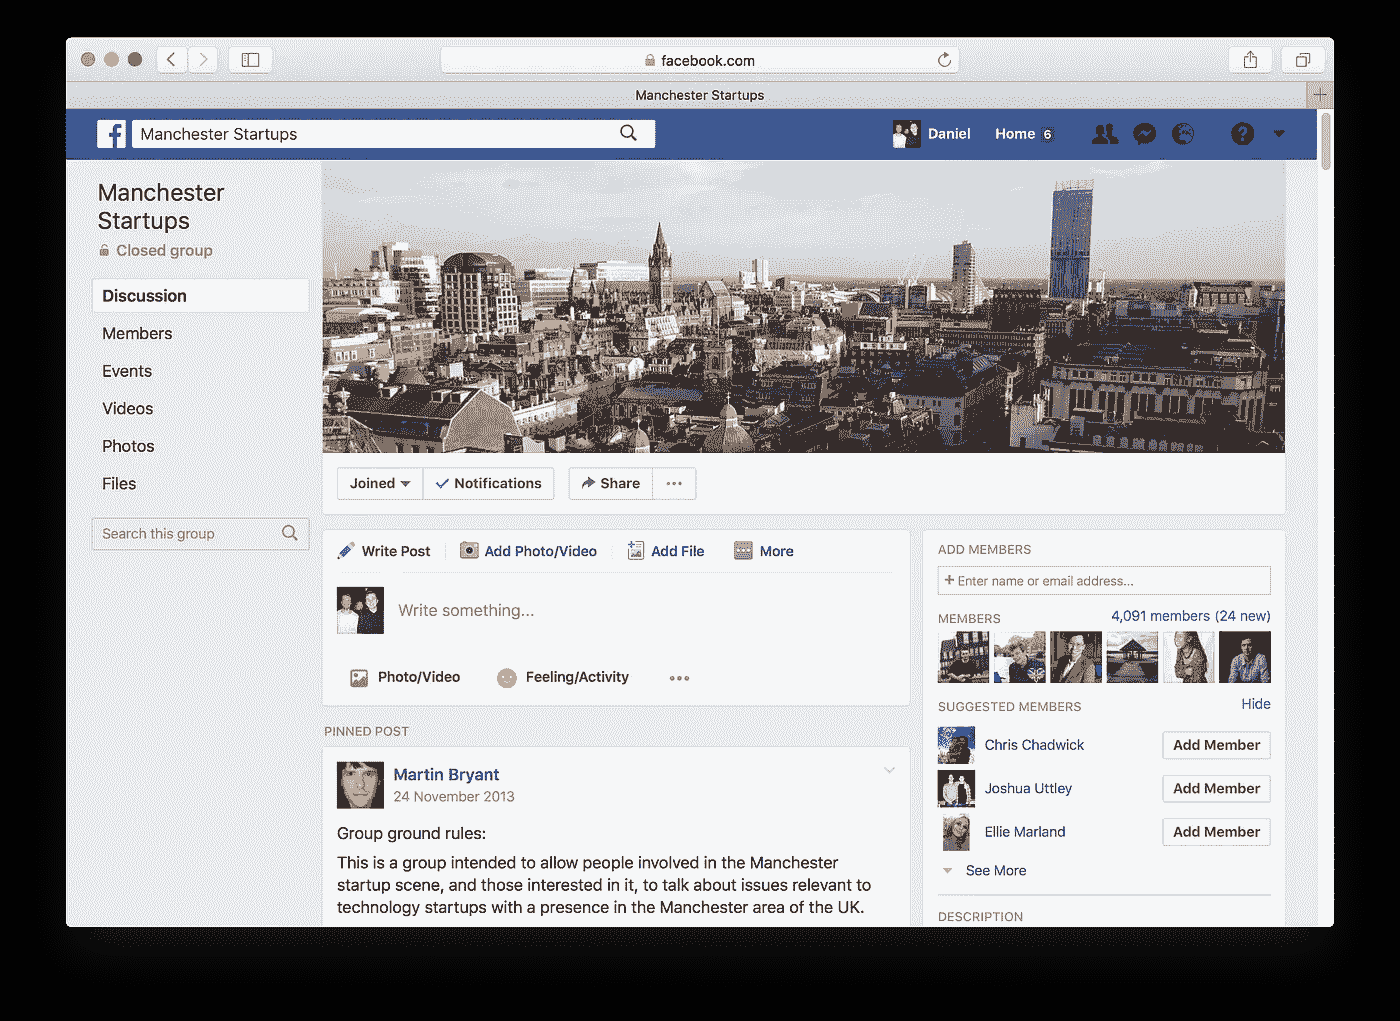 facebook.com
Manchester Startups
Manchester Startups
Daniel
Home 6
Manchester
Startups
Closed group
Discussion
Members
Events
Videos
Photos
Files
Search this group
Joined
Notifications
Share
Write Post
Add Photo/Video
Add File
More
Write something...
Photo/Video
Feeling/Activity
PINNED POST
Martin Bryant
24 November 2013
Group ground rules:
This is a group intended to allow people involved in the Manchester
startup scene, and those interested in it, to talk about issues relevant to
technology startups with a presence in the Manchester area of the UK.
ADD MEMBERS
+ Enter name or email address...
MEMBERS
4,091 members (24 new)
SUGGESTED MEMBERS
Hide
Chris Chadwick
Add Member
Joshua Uttley
Add Member
Ellie Marland
Add Member
See More
DESCRIPTION